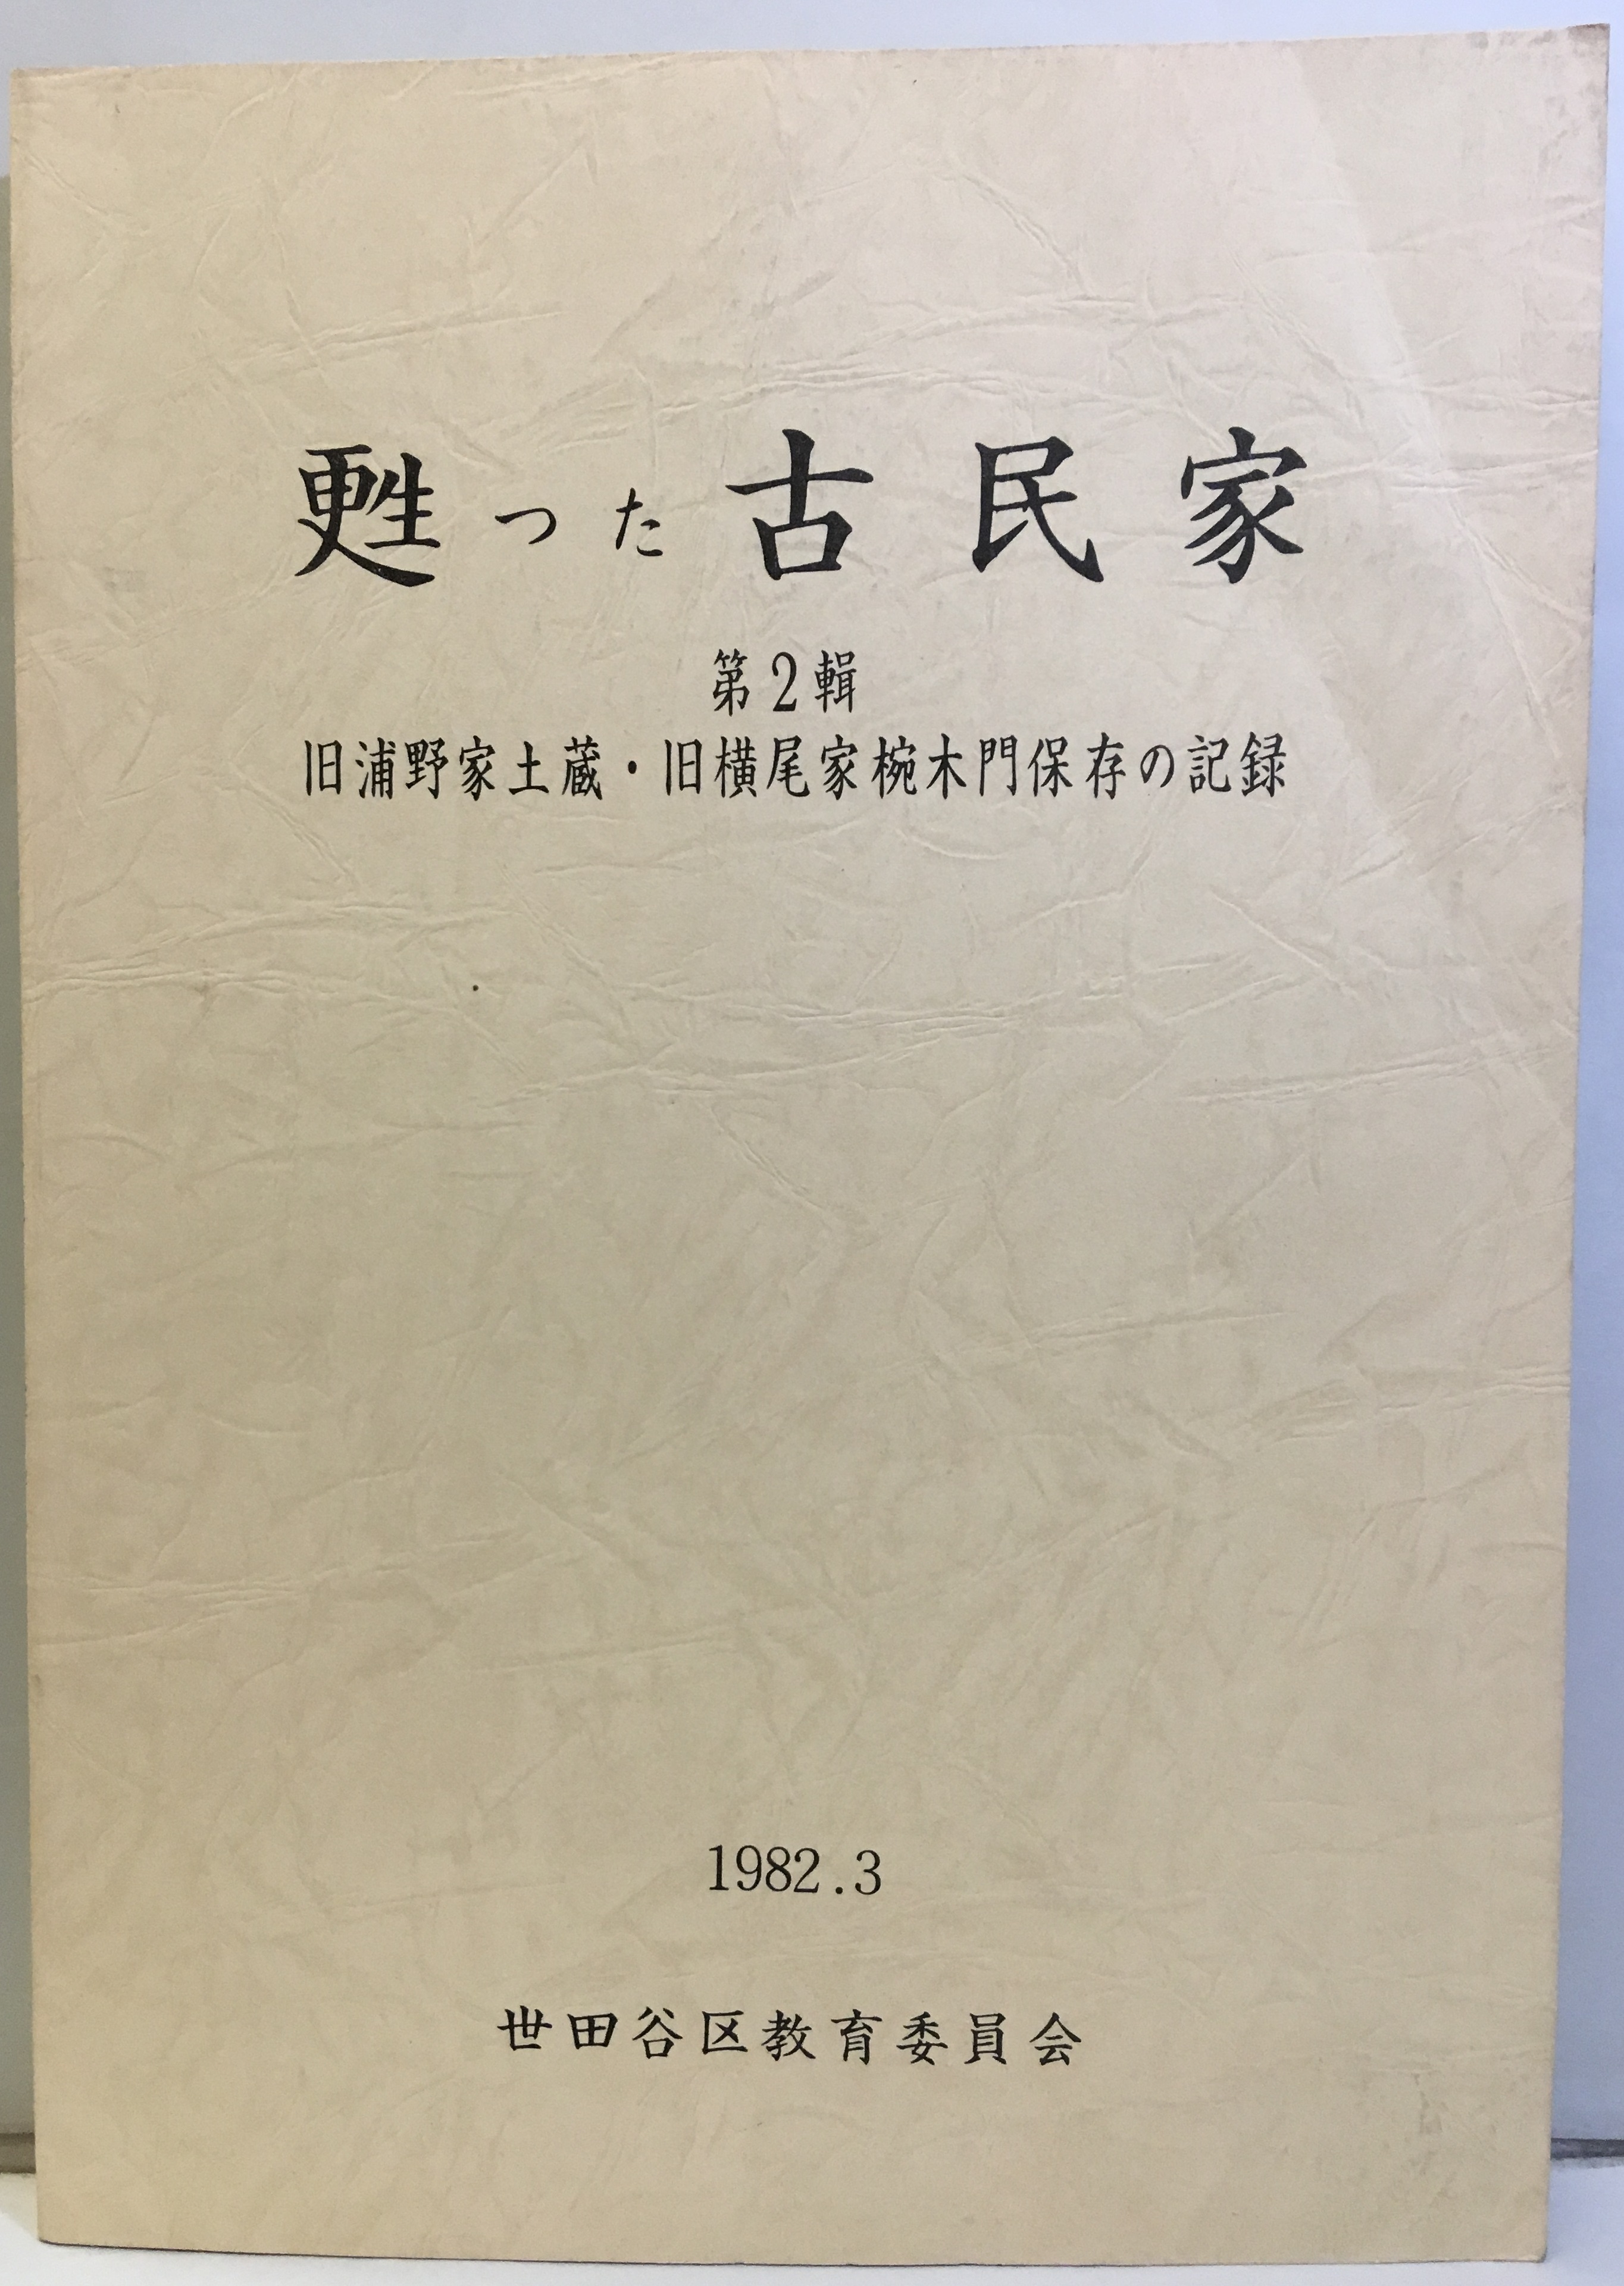 甦った古民家
第2輯
旧浦野家土蔵・旧横尾家椀木門保存の記録
1982.3
世田谷区教育委員会